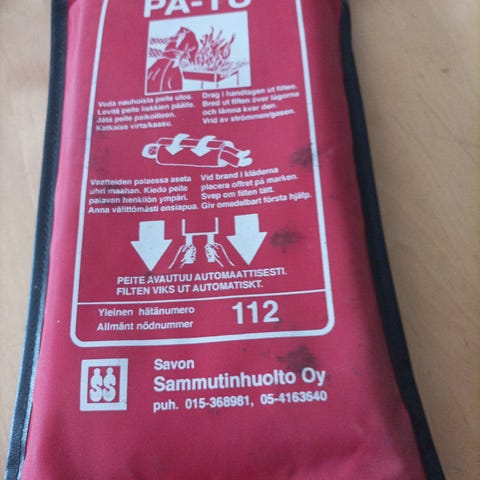 PA-TU
Vedä nauhoista peite ulos.
Levitä peite liekkien päälle.
Jätä peite paikoilleen.
Katkaise virta/kaasu.
Drag i handtagen ut filten.
Bred ut filten över lågorna
och lämna kvar den.
Vrid av strömmen/gasen.
Vaatteiden palaessa aseta
uhri maahan. Kiedo peite
palavan henkilön ympäri.
Anna välittömästi ensiapua.
Vid brand i kläderna
placera offret på marken.
Svep om filten tätt.
Giv omedelbart första hjälp.
PEITE AVAUTUU AUTOMAATTISESTI.
FILTEN VIKS UT AUTOMATISKT.
Yleinen hätänumero
Allmänt nödnummer
112
Savon
Sammutinhuolto Oy
puh. 015-368981, 05-4163640